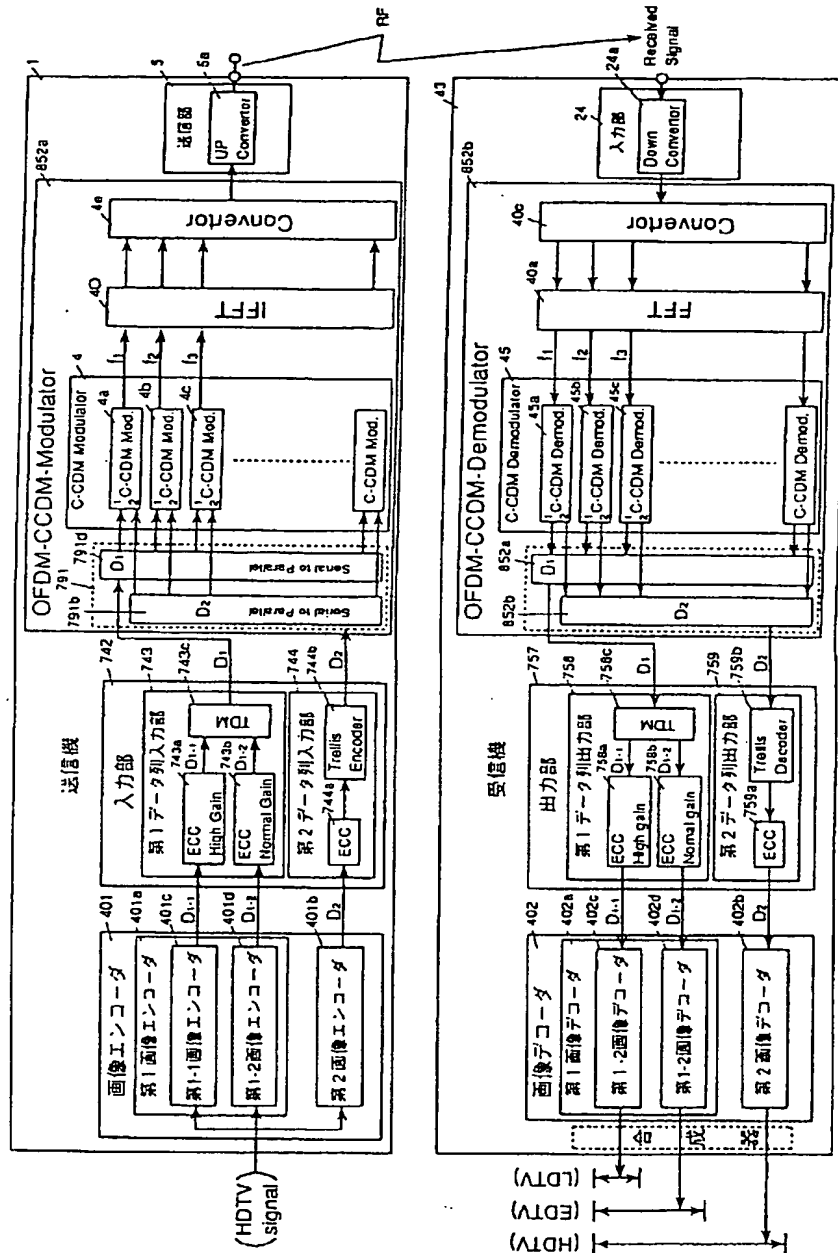 送信機
1
(HDTV signal)
画像エンコーダ
401
第1画像エンコーダ
401a
第1-1画像エンコーダ
401c
第1-2画像エンコーダ
401d
第2画像エンコーダ
401b
D1-1
D1-2
D2
入力部
742
第1データ列入力部
743
ECC High Gain
743a
D1-1
ECC Normal Gain
743b
D1-2
TDM
743c
第2データ列入力部
744
ECC
744a
Trellis Encoder
744b
D1
D2
OFDM-CCDM-Modulator
852a
791
791b
791d
D1
Serial to Parallel
D2
Serial to Parallel
C-CDM Modulator
4
4a
1 2 C-CDM Mod.
4b
1 2 C-CDM Mod.
4c
1 2 C-CDM Mod.
C-CDM Mod.
f1
f2
f3
40
IFFT
4e
Convertor
送信部
5
5a
UP Convertor
RF
受信機
43
Received Signal
入力部
24
24a
Down Convertor
OFDM-CCDM-Demodulator
852b
40c
Convertor
40a
FFT
f1
f2
f3
C-CDM Demodulator
45
45a
1 2 C-CDM Demod.
45b
1 2 C-CDM Demod.
45c
1 2 C-CDM Demod.
C-CDM Demod.
852a
D1
852b
D2
D1
D2
出力部
757
第1データ列出力部
758
TDM
758c
D1-1
D1-2
ECC High gain
758a
ECC Nomal gain
758b
第2データ列出力部
759
Trellis Decoder
759b
ECC
759a
D1-1
D1-2
D2
画像デコーダ
402
第1画像デコーダ
402a
第1-2画像デコーダ
402c
第1-2画像デコーダ
402d
第2画像デコーダ
402b
(LDTV)
(EDTV)
(HDTV)